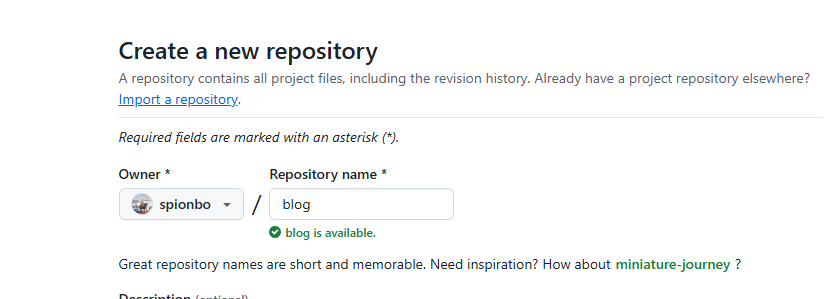 Create a new repository
A repository contains all project files, including the revision history. Already have a project repository elsewhere?
Import a repository.
Required fields are marked with an asterisk (*).
Owner * Repository name *
spionbo / blog
blog is available.
Great repository names are short and memorable. Need inspiration? How about miniature-journey ?
Description (optional)